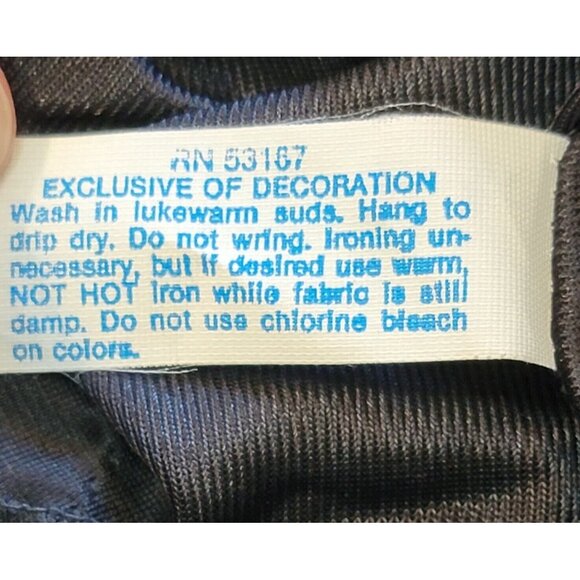 RN 53167
EXCLUSIVE OF DECORATION
Wash in lukewarm suds. Hang to
drip dry. Do not wring. Ironing un-
necessary, but if desired use warm,
NOT HOT iron while fabric is still
damp. Do not use chlorine bleach
on colors.